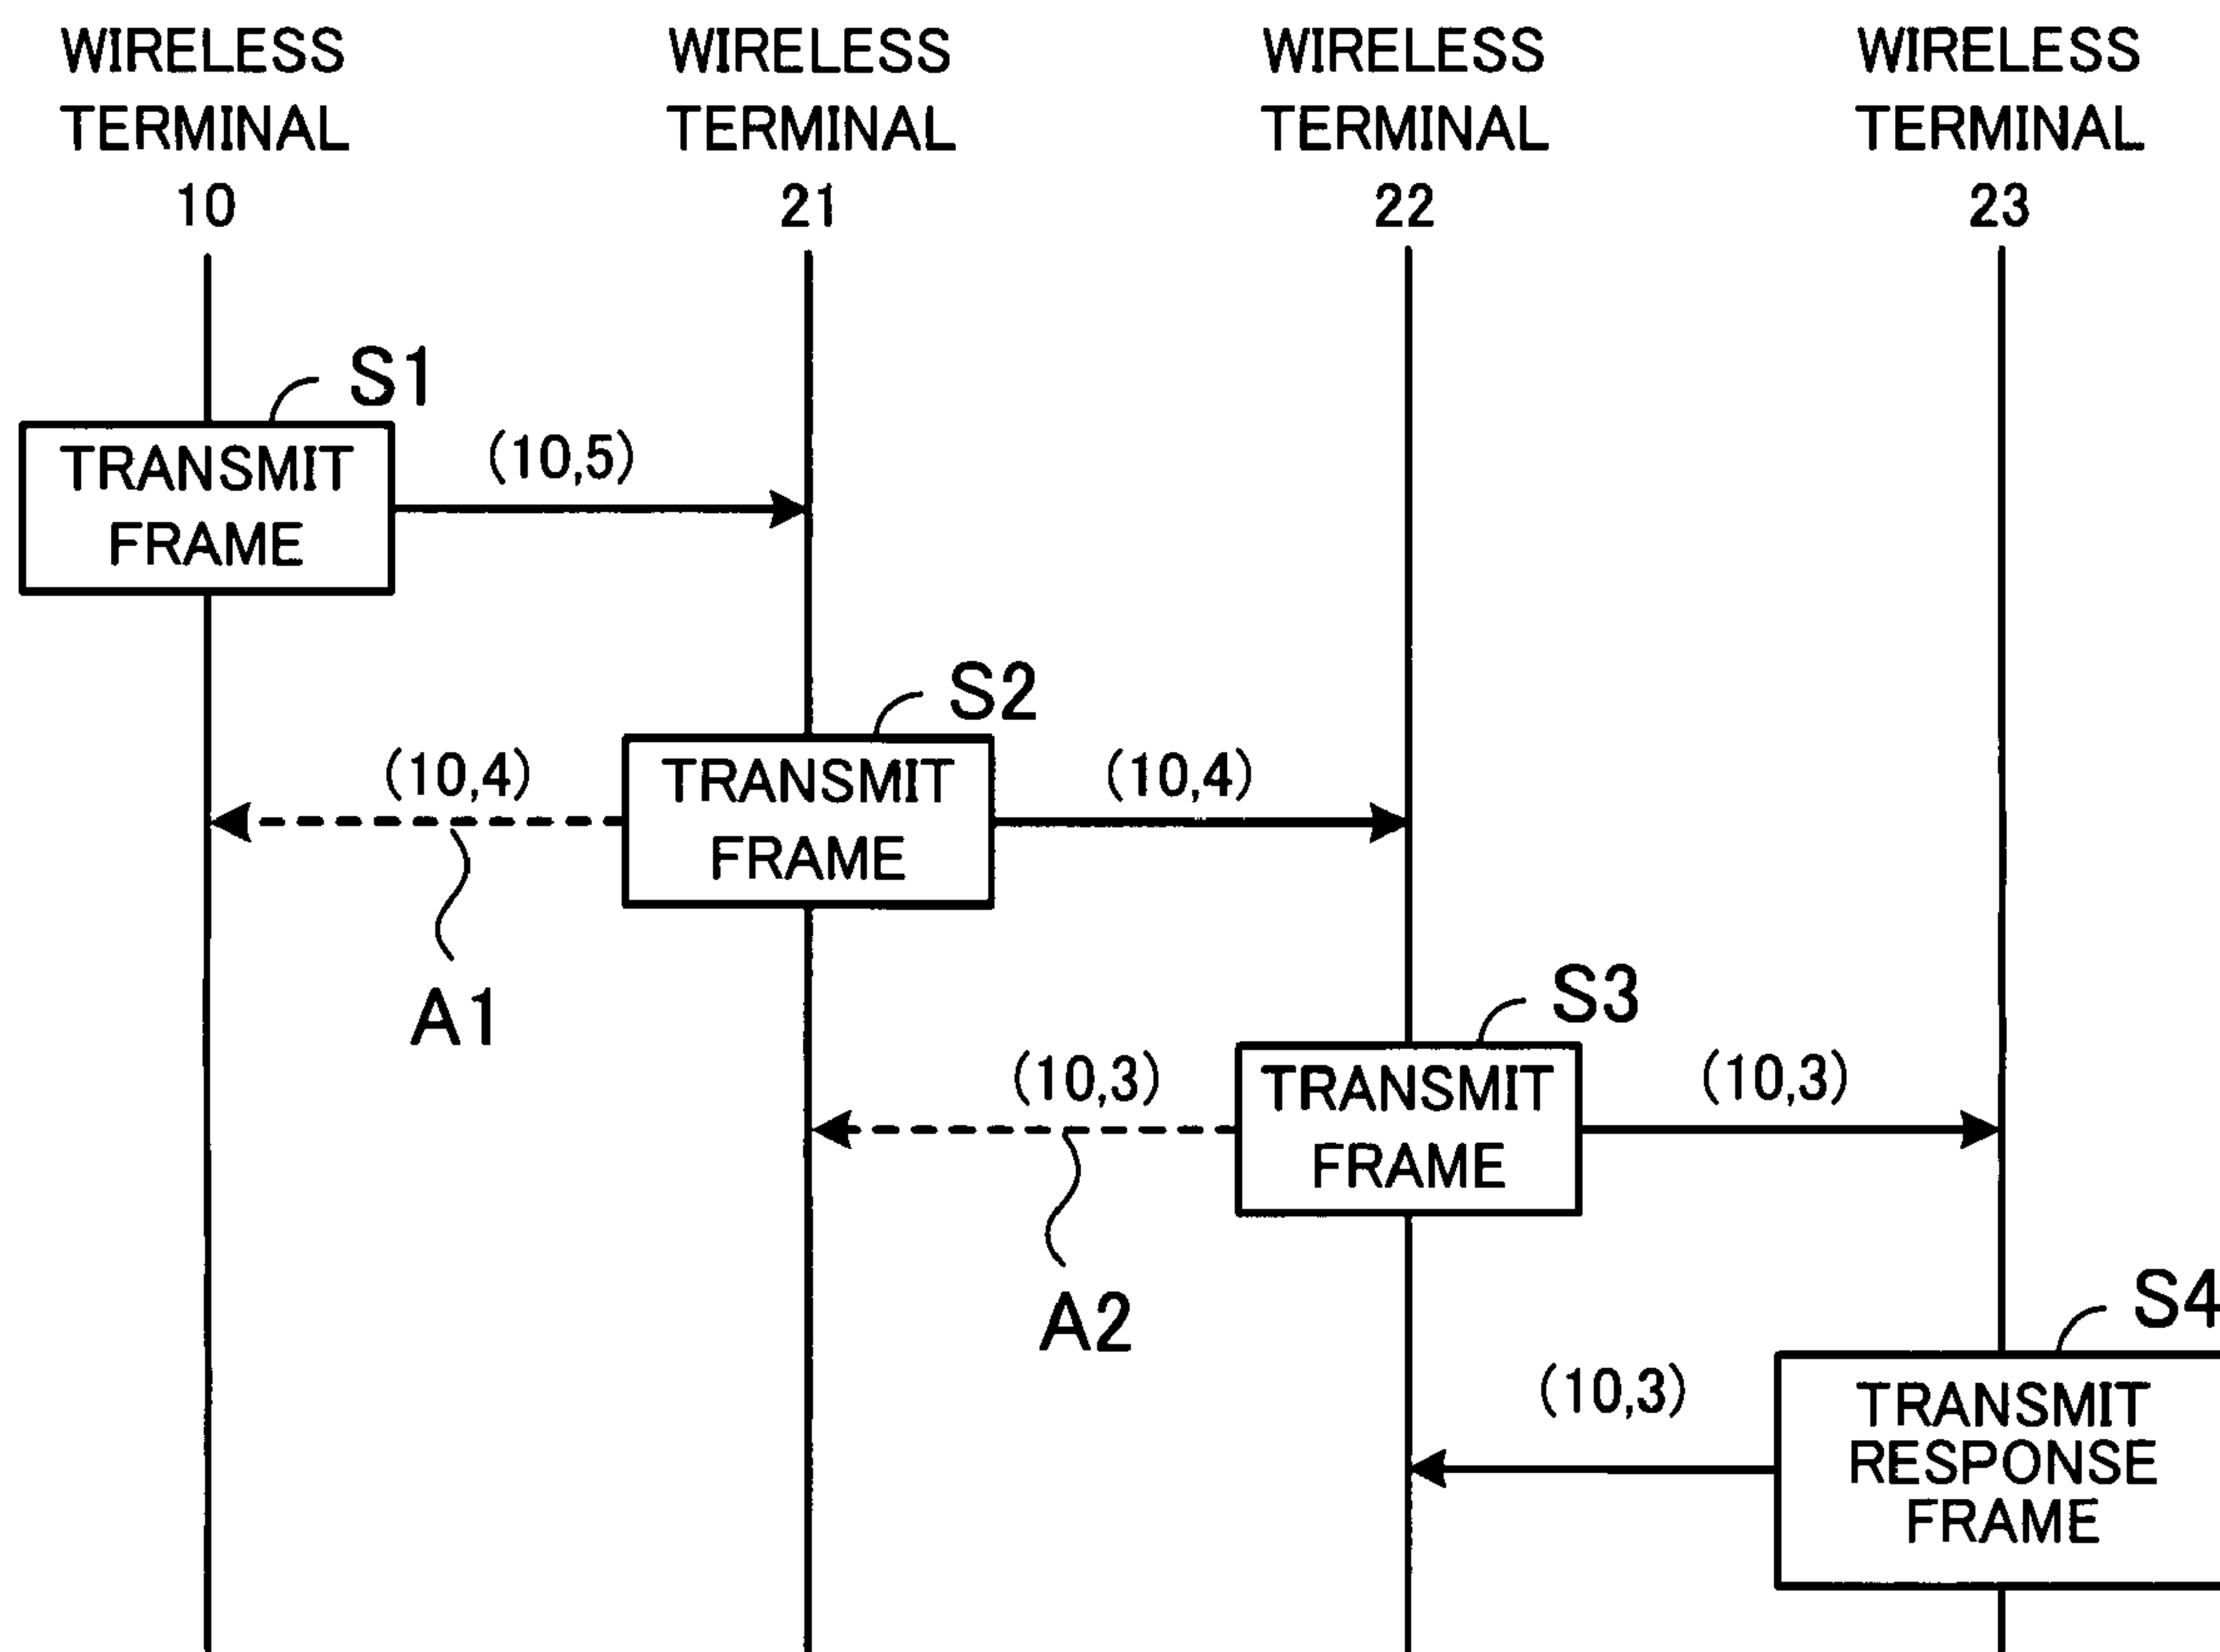 WIRELESS
TERMINAL
10
WIRELESS
TERMINAL
21
WIRELESS
TERMINAL
22
WIRELESS
TERMINAL
23
S1
TRANSMIT
FRAME
(10,5)
S2
(10,4)
TRANSMIT
FRAME
(10,4)
A1
S3
(10,3)
TRANSMIT
FRAME
(10,3)
A2
S4
(10,3)
TRANSMIT
RESPONSE
FRAME